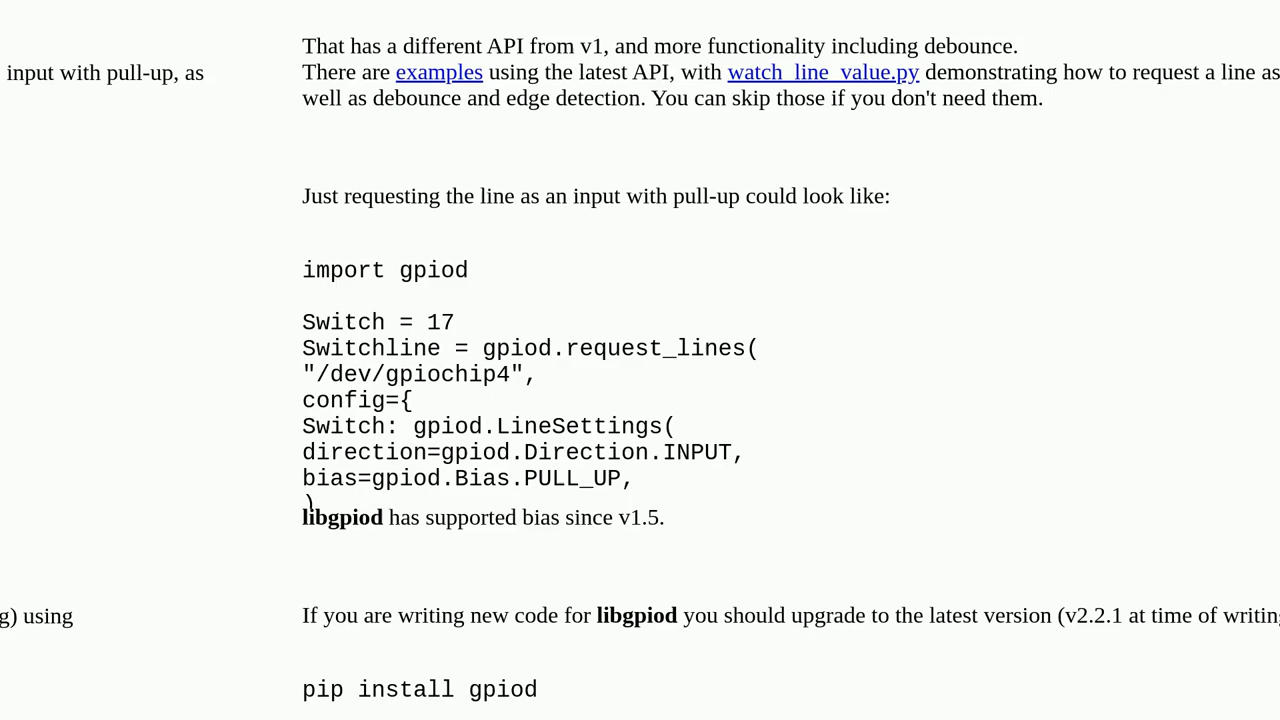 That has a different API from v1, and more functionality including debounce.
There are examples using the latest API, with watch_line_value.py demonstrating how to request a line as
input with pull-up, as
well as debounce and edge detection. You can skip those if you don't need them.
Just requesting the line as an input with pull-up could look like:
import gpiod
Switch = 17
Switchline = gpiod.request_lines(
"/dev/gpiochip4",
config={
Switch: gpiod.LineSettings(
direction=gpiod.Direction.INPUT,
bias=gpiod.Bias.PULL_UP,
)
libgpiod has supported bias since v1.5.
If you are writing new code for libgpiod you should upgrade to the latest version (v2.2.1 at time of writing
g) using
pip install gpiod